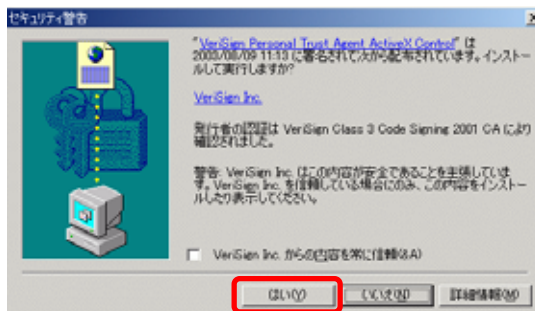 セキュリティ警告
"VeriSign Personal Trust Agent ActiveX Control" は
2003/08/09 11:13 に署名されて次から配布されています。インストー
ルして実行しますか?
VeriSign Inc.
発行者の認証は VeriSign Class 3 Code Signing 2001 CA により
確認されました。
警告: VeriSign Inc. はこの内容が安全であることを主張していま
す。VeriSign Inc. を信頼している場合にのみ、この内容をインストー
ルしたり表示してください。
VeriSign Inc. からの内容を常に信頼(&A)
はい(Y)
いいえ(N)
詳細情報(M)